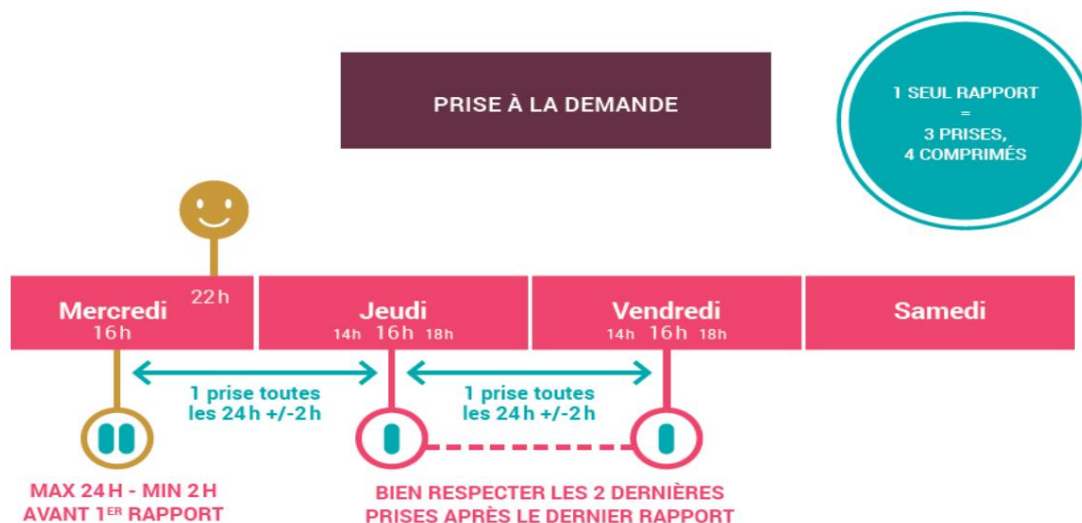 PRISE À LA DEMANDE
1 SEUL RAPPORT
=
3 PRISES,
4 COMPRIMÉS
22h
Mercredi
16h
Jeudi
14h 16h 18h
Vendredi
14h 16h 18h
Samedi
1 prise toutes
les 24h +/-2h
1 prise toutes
les 24h +/-2h
MAX 24H - MIN 2H
AVANT 1ER RAPPORT
BIEN RESPECTER LES 2 DERNIÈRES
PRISES APRÈS LE DERNIER RAPPORT